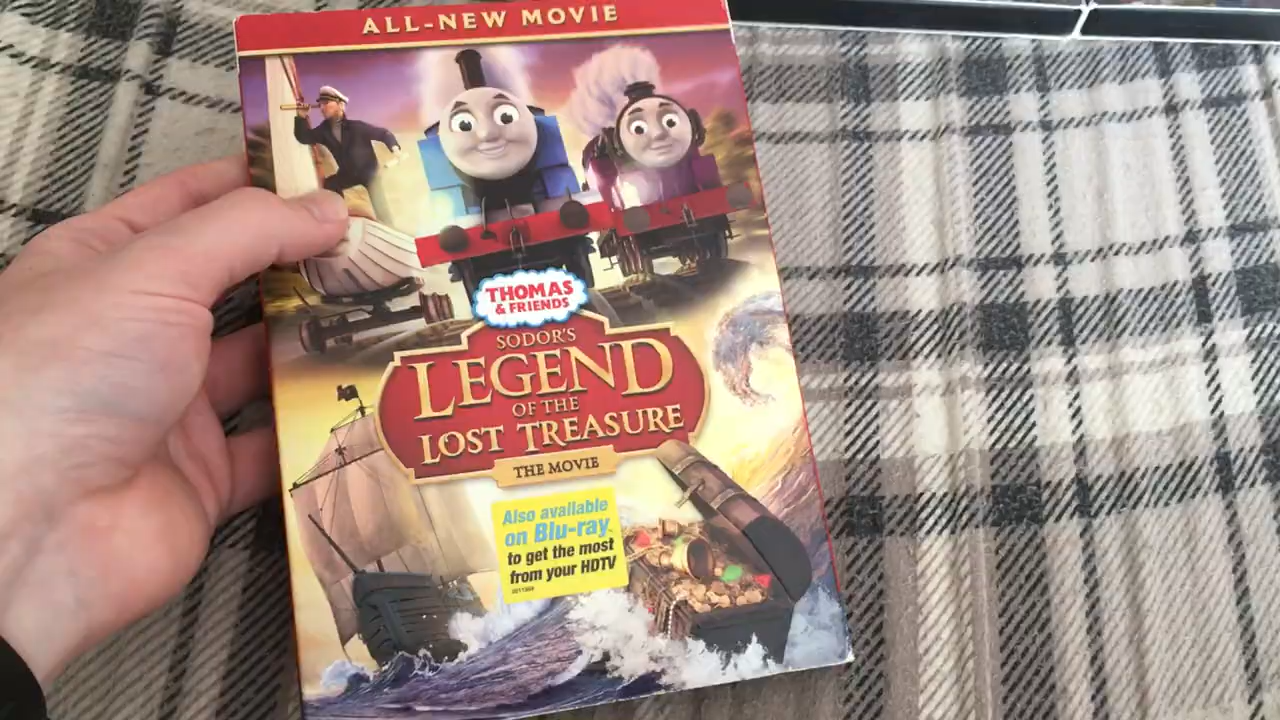 ALL-NEW MOVIE
THOMAS
& FRIENDS
SODOR'S
LEGEND
OF THE
LOST TREASURE
THE MOVIE
Also available
on Blu-ray™
to get the most
from your HDTV